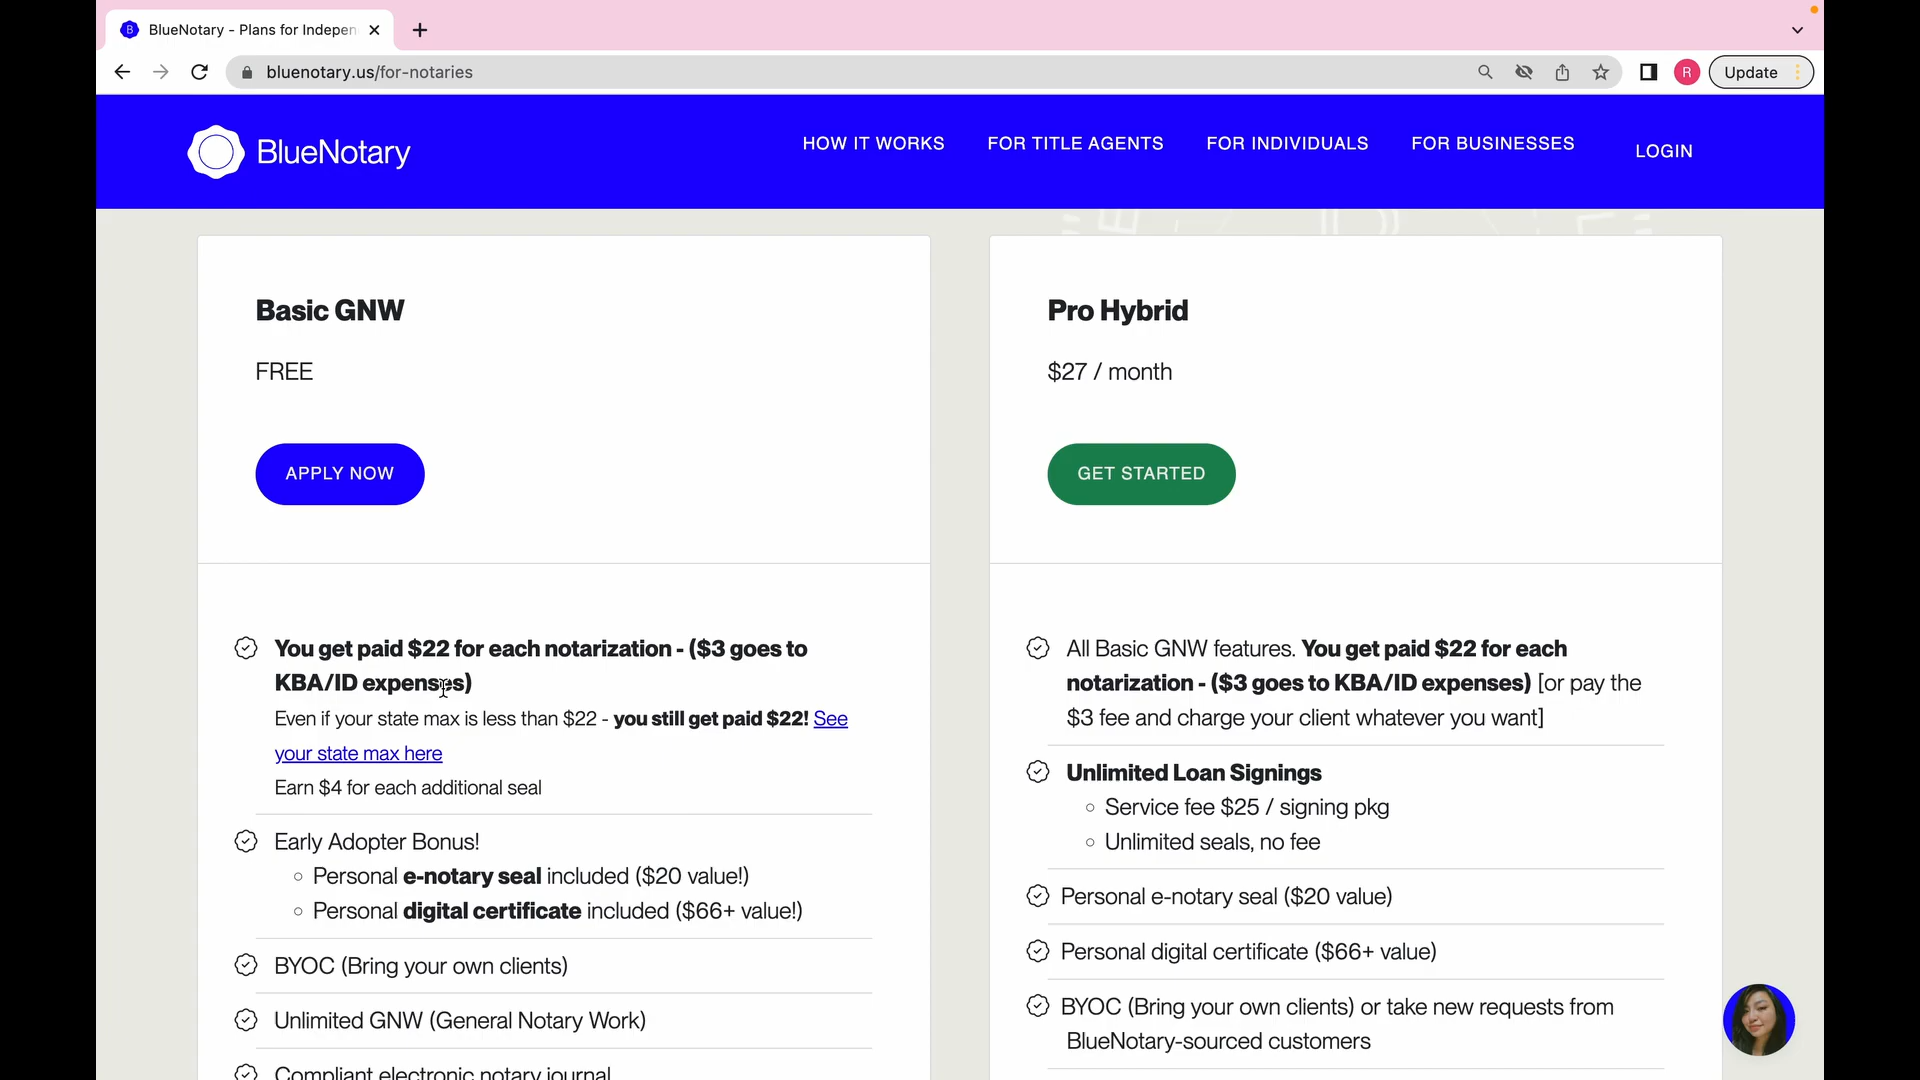 BlueNotary - Plans for Indepen
bluenotary.us/for-notaries
R
Update
BlueNotary
HOW IT WORKS
FOR TITLE AGENTS
FOR INDIVIDUALS
FOR BUSINESSES
LOGIN
Basic GNW
FREE
APPLY NOW
You get paid $22 for each notarization - ($3 goes to
KBA/ID expenses)
Even if your state max is less than $22 - you still get paid $22! See
your state max here
Earn $4 for each additional seal
Early Adopter Bonus!
Personal e-notary seal included ($20 value!)
Personal digital certificate included ($66+ value!)
BYOC (Bring your own clients)
Unlimited GNW (General Notary Work)
Compliant electronic notary journal
Pro Hybrid
$27 / month
GET STARTED
All Basic GNW features. You get paid $22 for each
notarization - ($3 goes to KBA/ID expenses) [or pay the
$3 fee and charge your client whatever you want]
Unlimited Loan Signings
Service fee $25 / signing pkg
Unlimited seals, no fee
Personal e-notary seal ($20 value)
Personal digital certificate ($66+ value)
BYOC (Bring your own clients) or take new requests from
BlueNotary-sourced customers